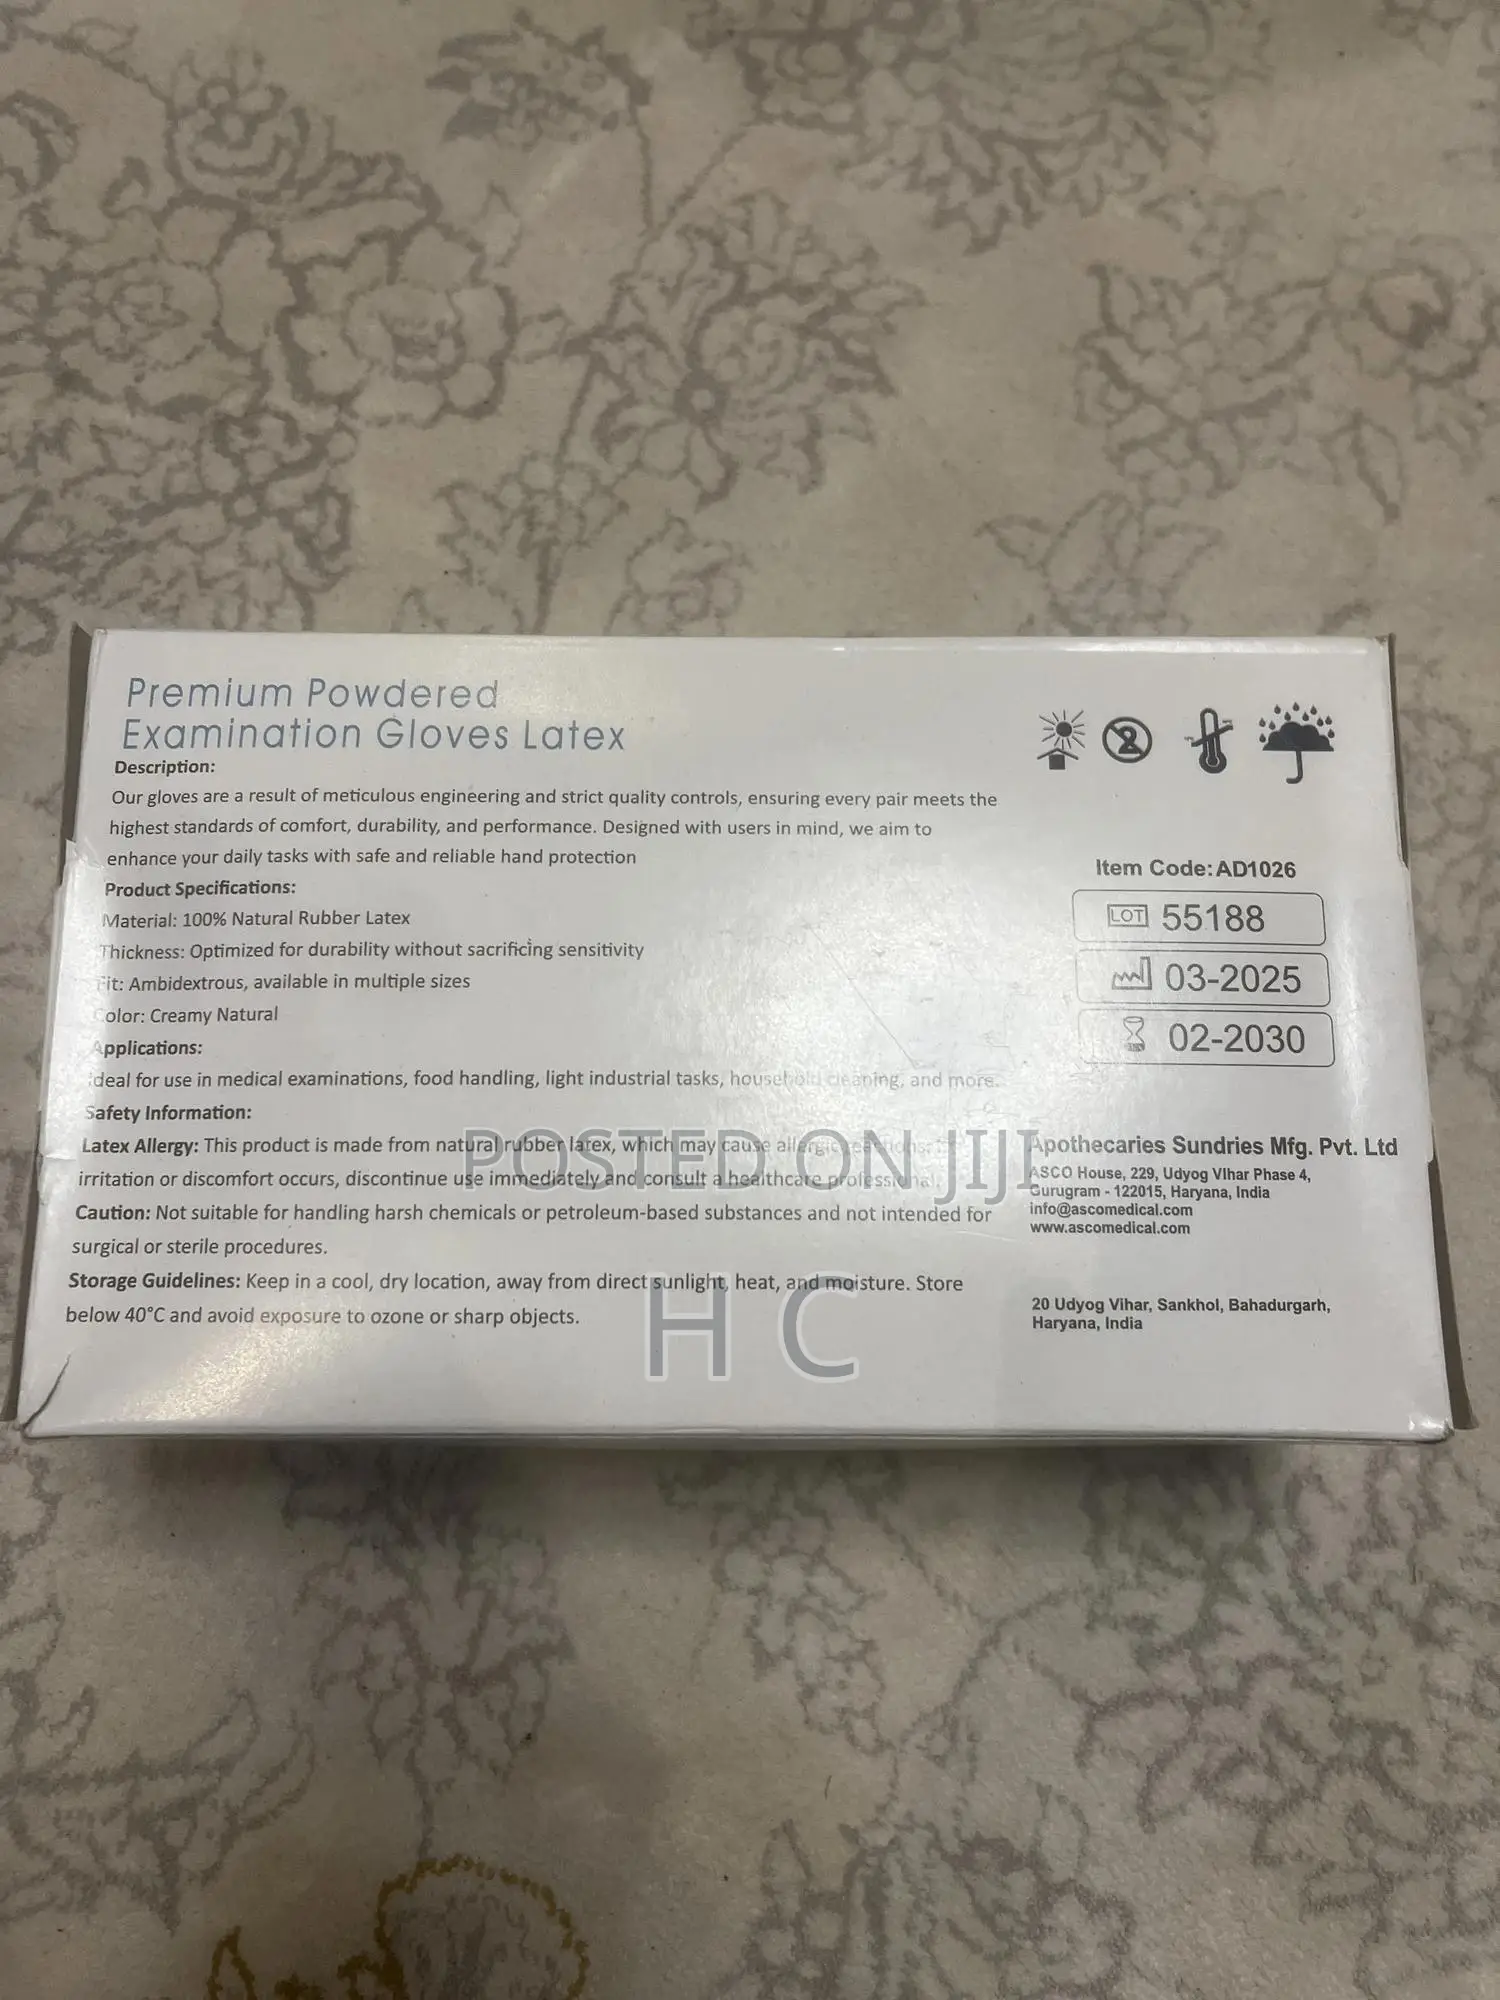 Premium Powdered
Examination Gloves Latex
Description:
Our gloves are a result of meticulous engineering and strict quality controls, ensuring every pair meets the
highest standards of comfort, durability, and performance. Designed with users in mind, we aim to
enhance your daily tasks with safe and reliable hand protection
Product Specifications:
Material: 100% Natural Rubber Latex
Thickness: Optimized for durability without sacrificing sensitivity
Fit: Ambidextrous, available in multiple sizes
Color: Creamy Natural
Applications:
Ideal for use in medical examinations, food handling, light industrial tasks, household cleaning, and more.
Safety Information:
Latex Allergy: This product is made from natural rubber latex, which may cause allergic reactions.
irritation or discomfort occurs, discontinue use immediately and consult a healthcare professional.
Caution: Not suitable for handling harsh chemicals or petroleum-based substances and not intended for
surgical or sterile procedures.
Storage Guidelines: Keep in a cool, dry location, away from direct sunlight, heat, and moisture. Store
below 40°C and avoid exposure to ozone or sharp objects.
2
Item Code:AD1026
LOT 55188
03-2025
02-2030
Apothecaries Sundries Mfg. Pvt. Ltd
ASCO House, 229, Udyog VIhar Phase 4,
Gurugram - 122015, Haryana, India
info@ascomedical.com
www.ascomedical.com
20 Udyog Vihar, Sankhol, Bahadurgarh,
Haryana, India
POSTED ON JIJI
H C